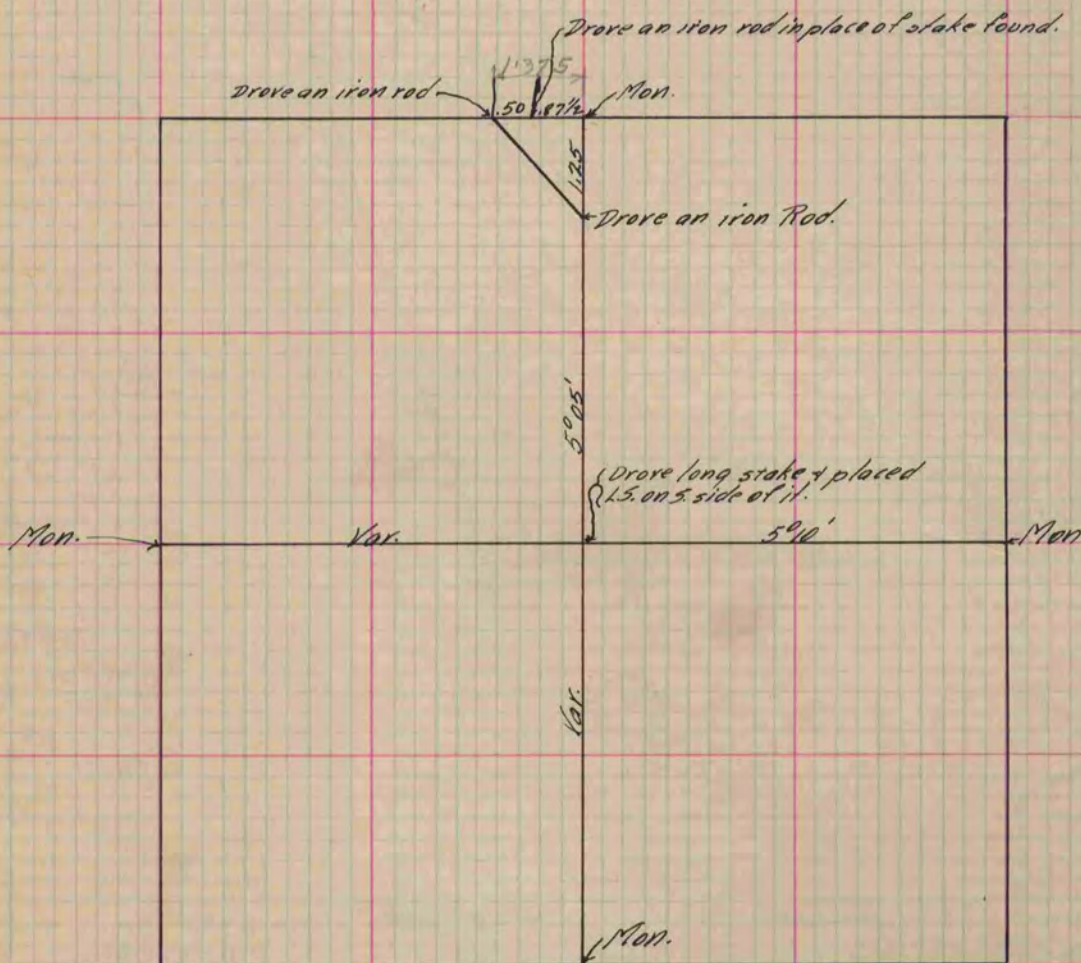 Drove an iron rod in place of stake found.
1.375
Drove an iron rod
.50
.87½
Mon.
1.25
Drove an iron Rod.
5°05'
Drove long stake & placed
L.S. on S. side of it.
Mon.
Var.
5°10'
Mon
Var.
Mon.